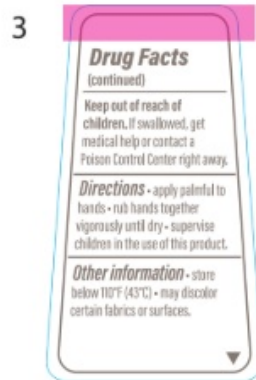 3
Drug Facts
(continued)
Keep out of reach of
children. If swallowed, get
medical help or contact a
Poison Control Center right away.
Directions • apply palmful to
hands • rub hands together
vigorously until dry • supervise
children in the use of this product.
Other information • store
below 110°F (43°C) • may discolor
certain fabrics or surfaces.